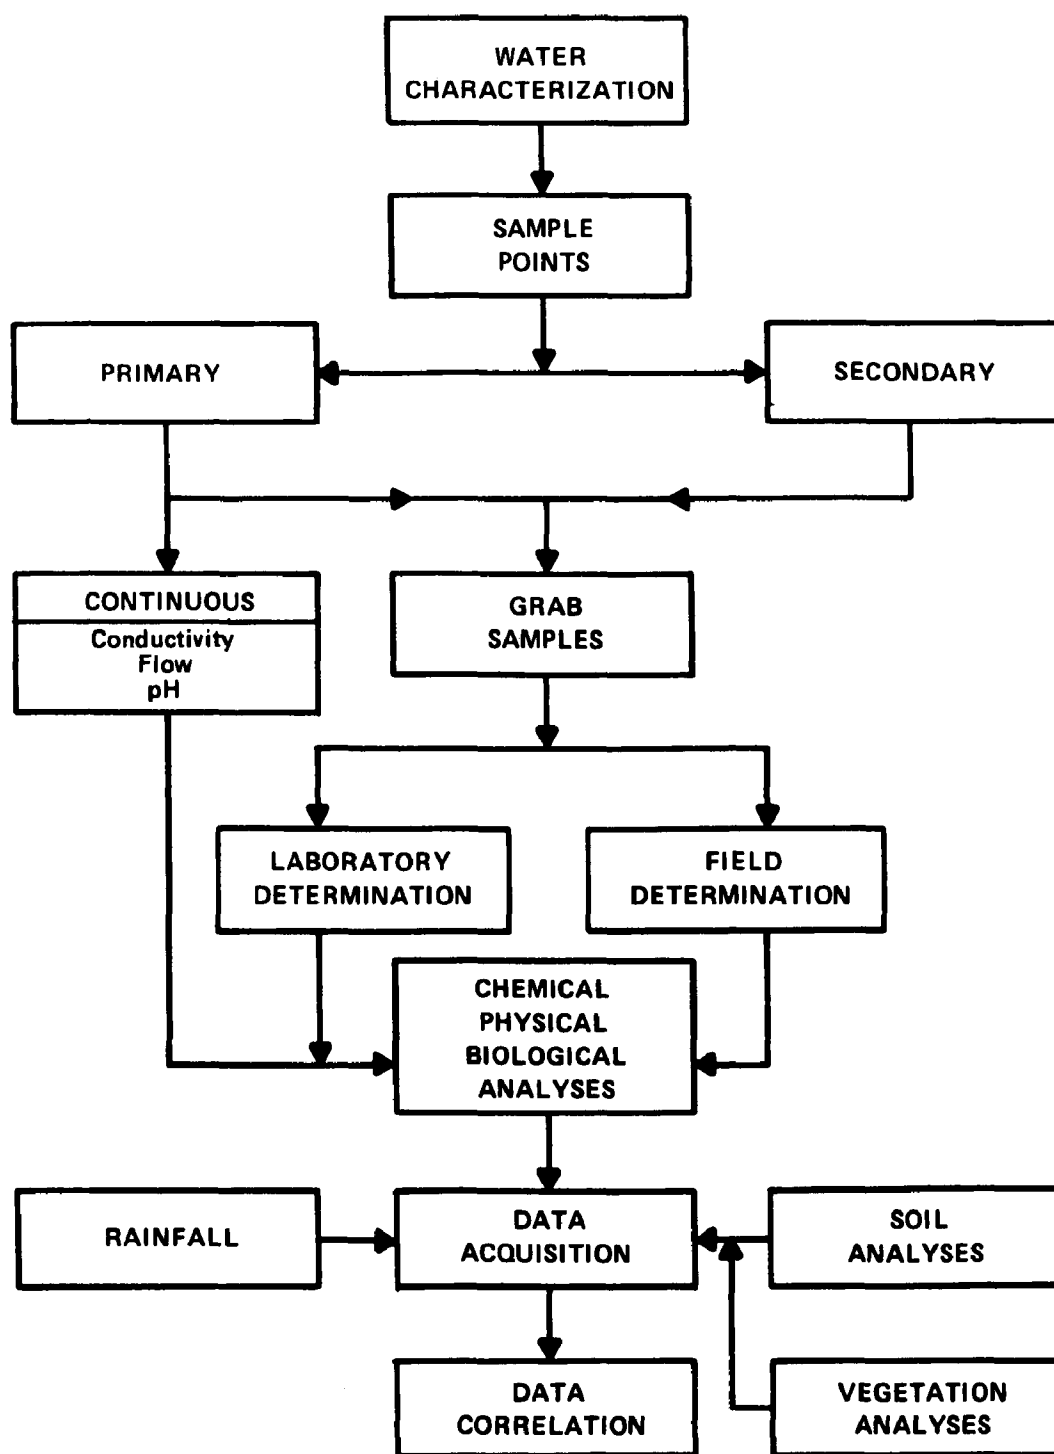 WATER
CHARACTERIZATION
SAMPLE
POINTS
PRIMARY
SECONDARY
CONTINUOUS
Conductivity
Flow
pH
GRAB
SAMPLES
LABORATORY
DETERMINATION
FIELD
DETERMINATION
CHEMICAL
PHYSICAL
BIOLOGICAL
ANALYSES
RAINFALL
DATA
ACQUISITION
SOIL
ANALYSES
DATA
CORRELATION
VEGETATION
ANALYSES